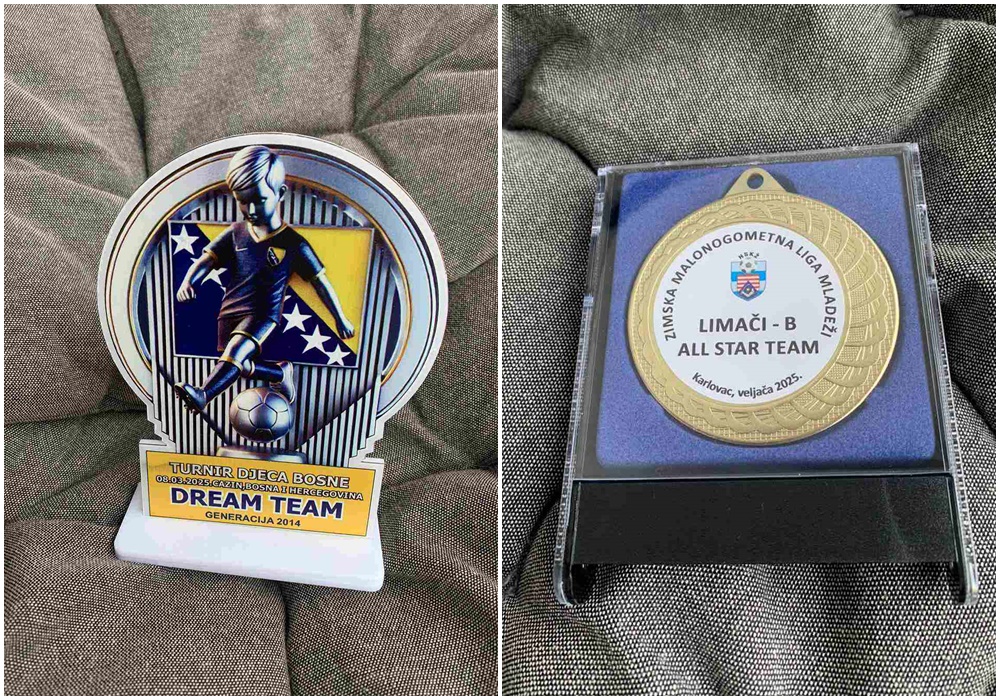 TURNIR DJECA BOSNE
08.03.2025.CAZIN,BOSNA I HERCEGOVINA
DREAM TEAM
GENERACIJA 2014
ZIMSKA MALONOGOMETNA LIGA MLADEŽI
LIMAČI - B
ALL STAR TEAM
Karlovac, veljača 2025.